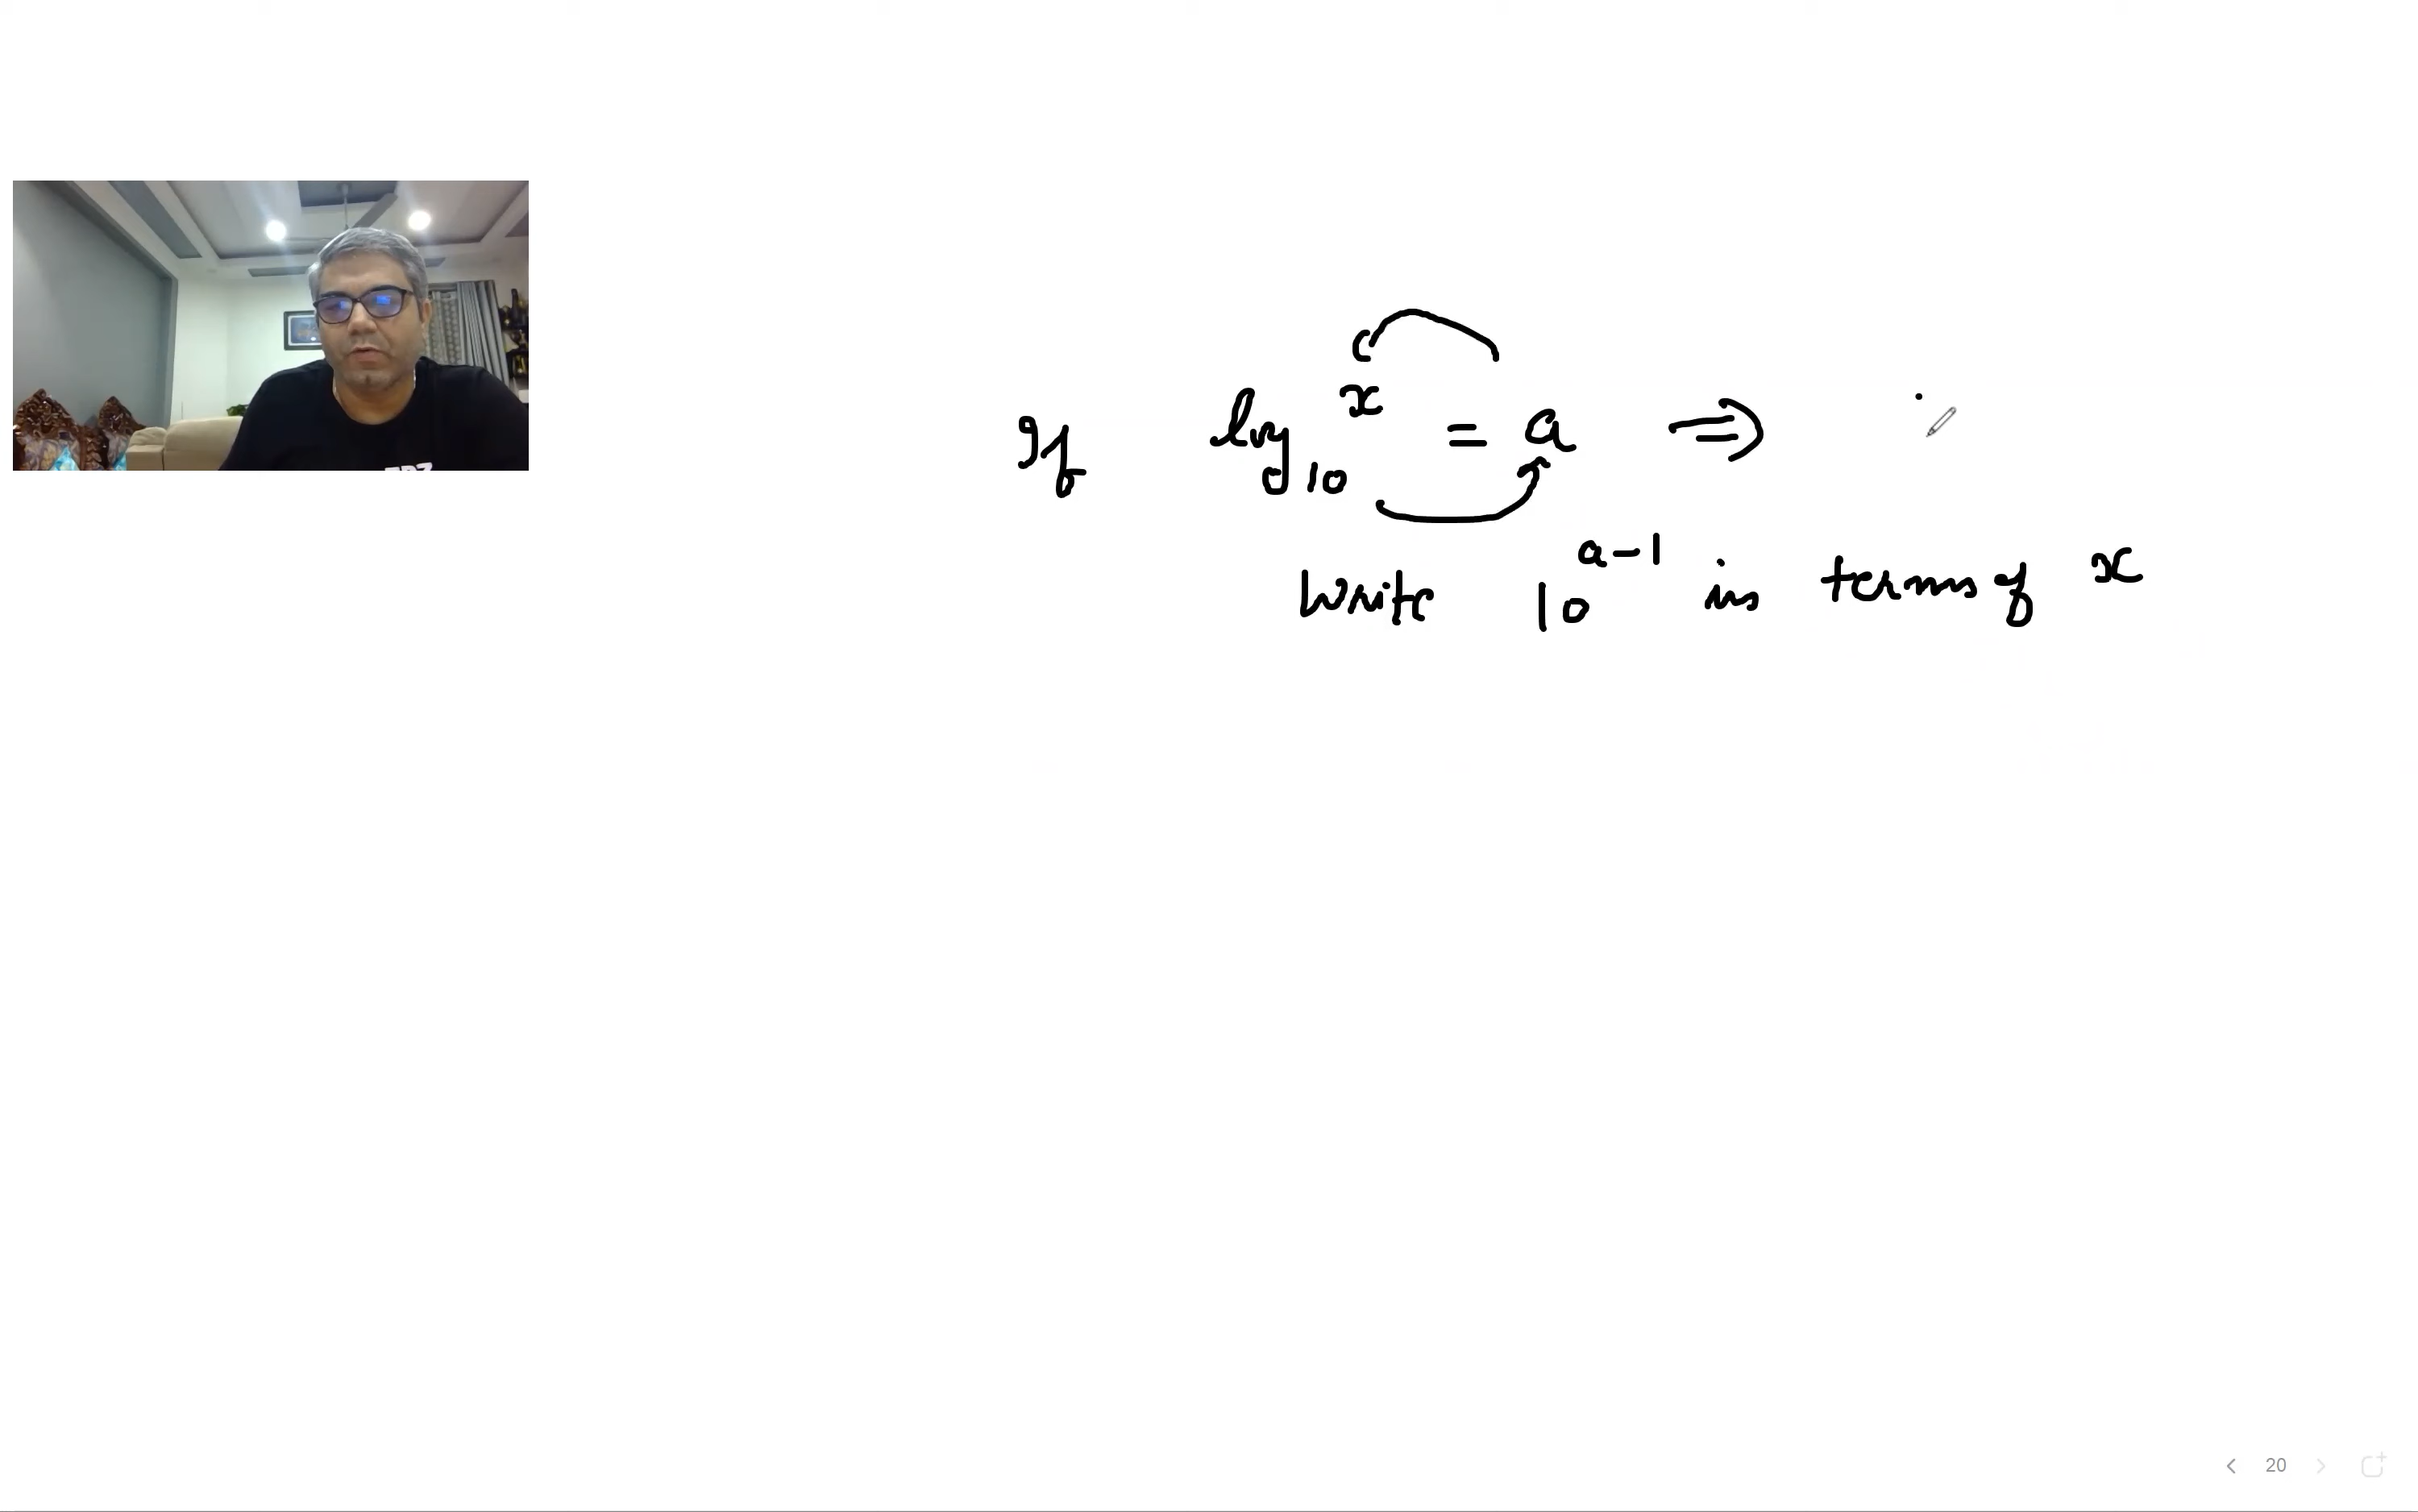 If log₁₀ x = a ⇒
Write 10^(a-1) in terms of x
20